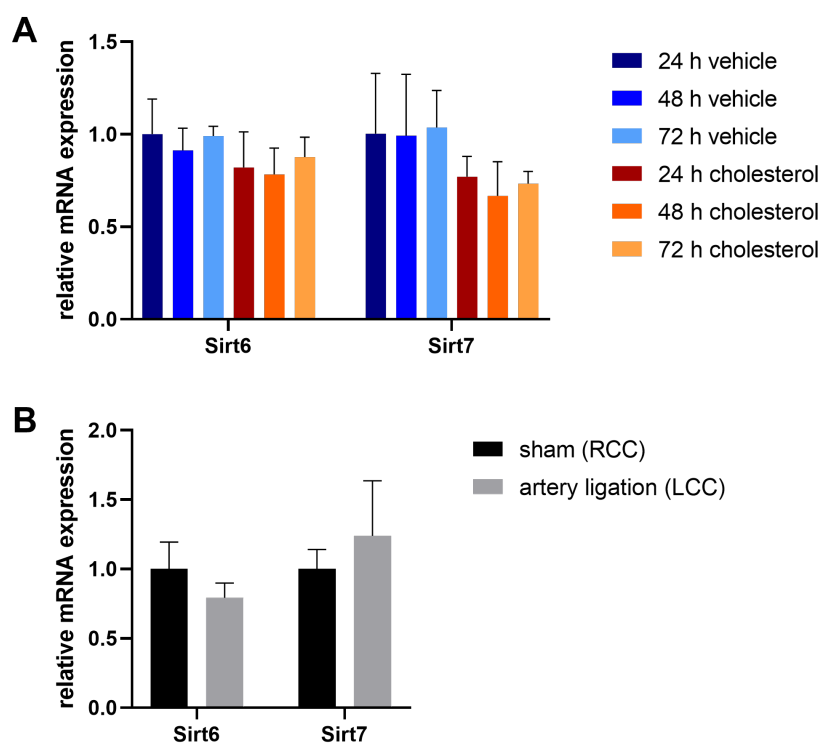 A
relative mRNA expression
1.5
1.0
0.5
0.0
Sirt6
Sirt7
24 h vehicle
48 h vehicle
72 h vehicle
24 h cholesterol
48 h cholesterol
72 h cholesterol
B
relative mRNA expression
2.0
1.5
1.0
0.5
0.0
Sirt6
Sirt7
sham (RCC)
artery ligation (LCC)